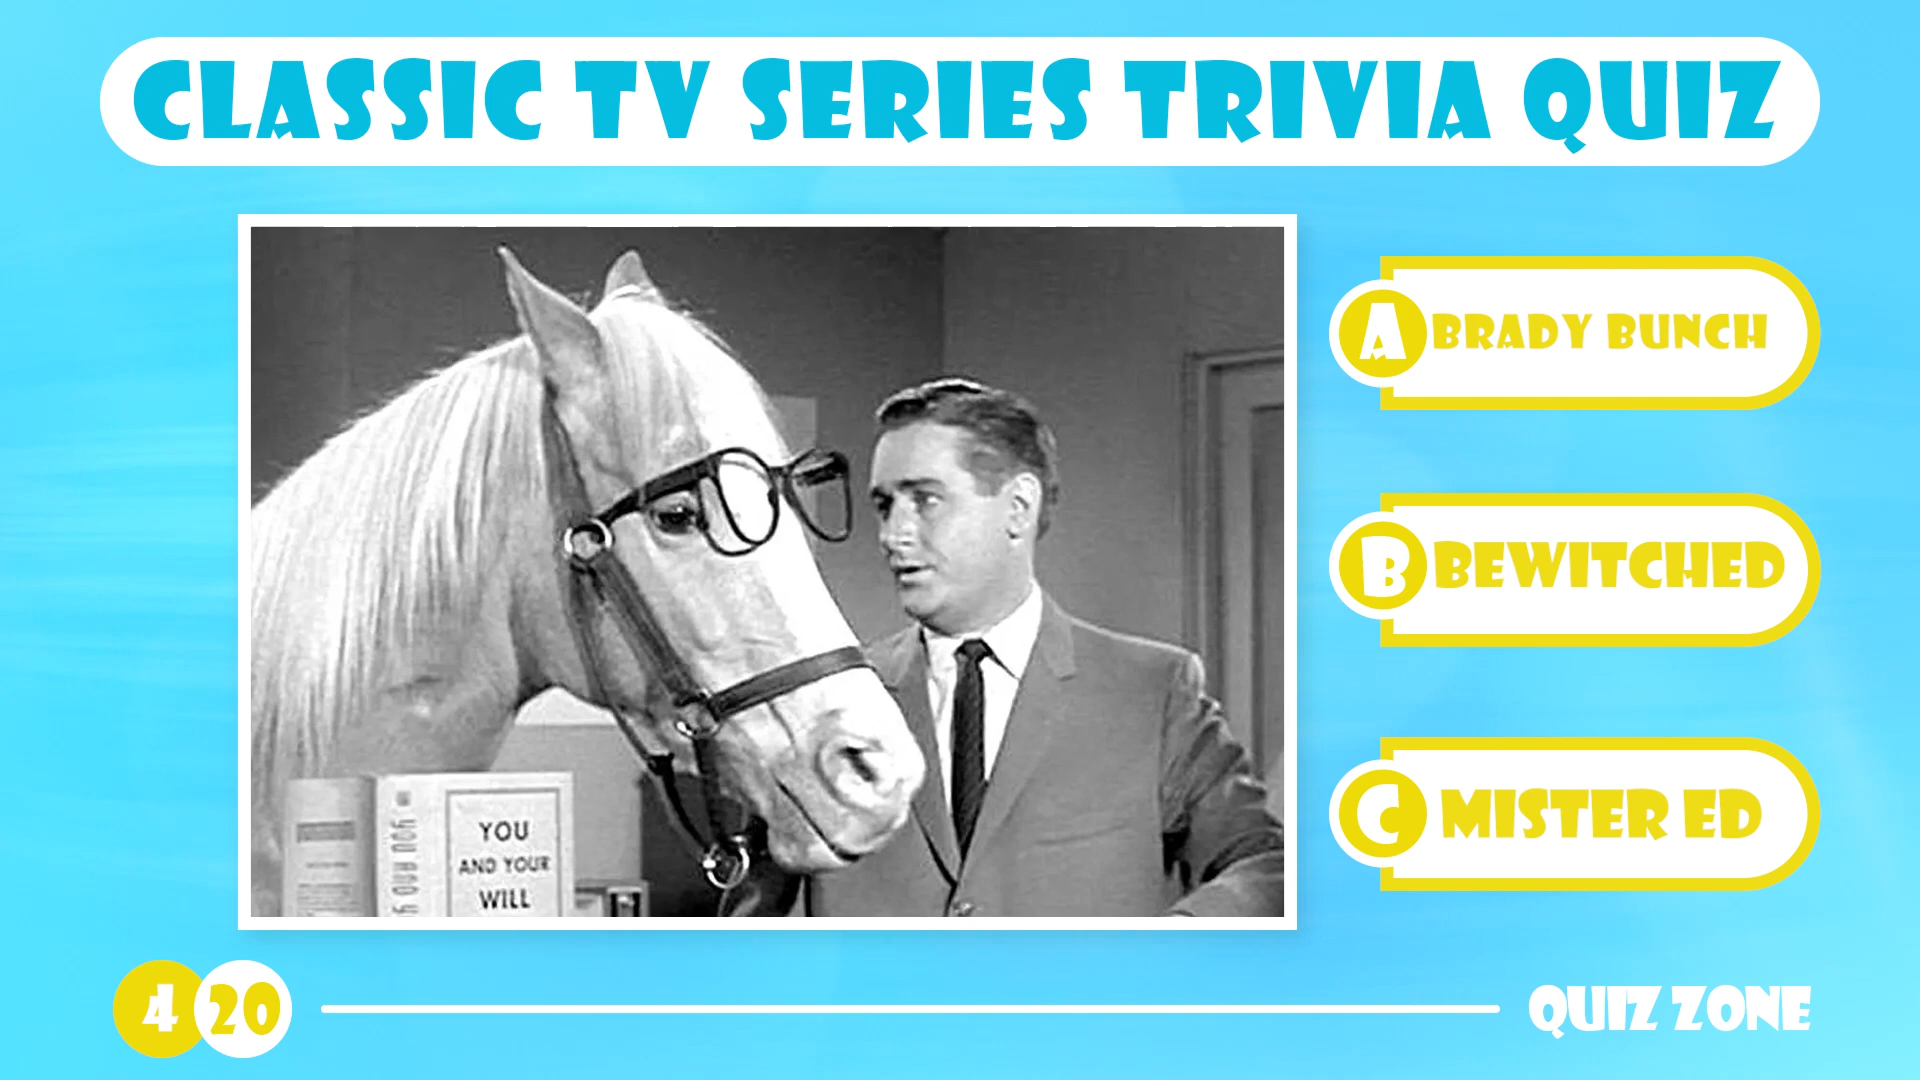 CLASSIC TV SERIES TRIVIA QUIZ
A BRADY BUNCH
B BEWITCHED
C MISTER ED
YOU
AND YOUR
WILL
4 20
QUIZ ZONE